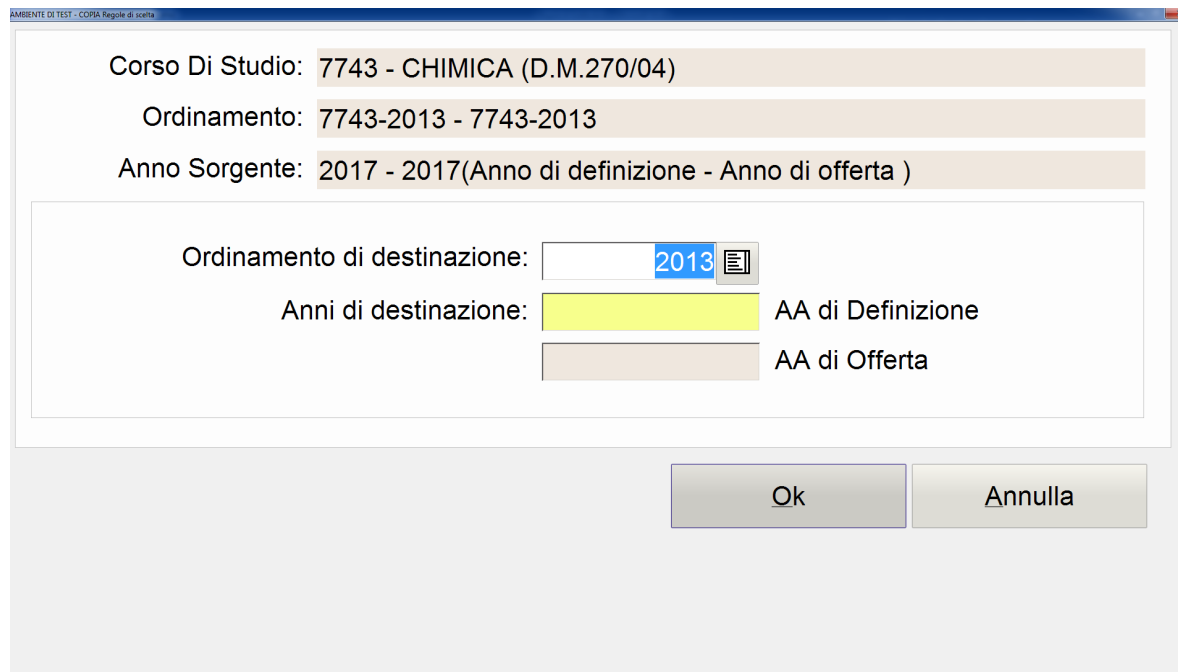 AMBIENTE DI TEST - COPIA Regole di scelta
Corso Di Studio: 7743 - CHIMICA (D.M.270/04)
Ordinamento: 7743-2013 - 7743-2013
Anno Sorgente: 2017 - 2017(Anno di definizione - Anno di offerta )
Ordinamento di destinazione: 2013
Anni di destinazione: AA di Definizione
AA di Offerta
Ok Annulla